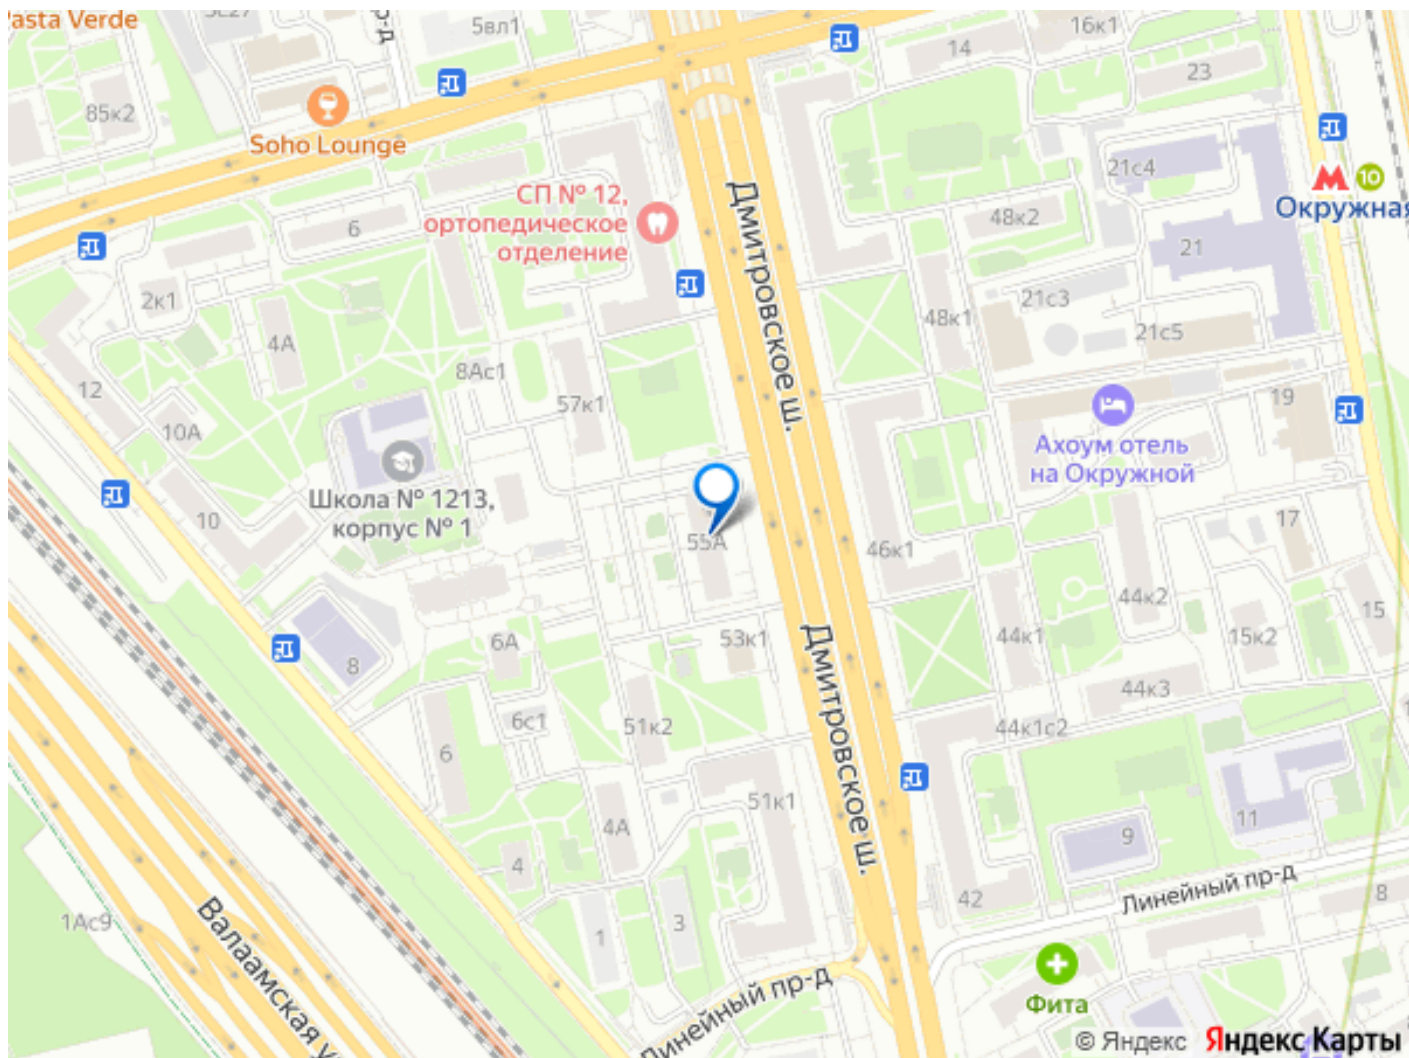 asta Verde
5вл1
14
16к1
23
85к2
Soho Lounge
21с4
10
Окружная
СП № 12,
ортопедическое
отделение
6
48к2
21
2к1
Дмитровское ш.
21с3
48к1
21с5
4А
8Ас1
12
57к1
19
10А
Ахоум отель
на Окружной
Школа № 1213,
корпус № 1
10
17
55А
46к1
44к2
15
6А
53к1
44к1
15к2
8
44к3
Дмитровское ш.
6с1
51к2
44к1с2
6
51к1
4А
11
9
4
Линейный пр-д
42
8
1Ас9
3
1
Валаамская у
Линейный пр-д
Фита
© Яндекс Яндекс Карты